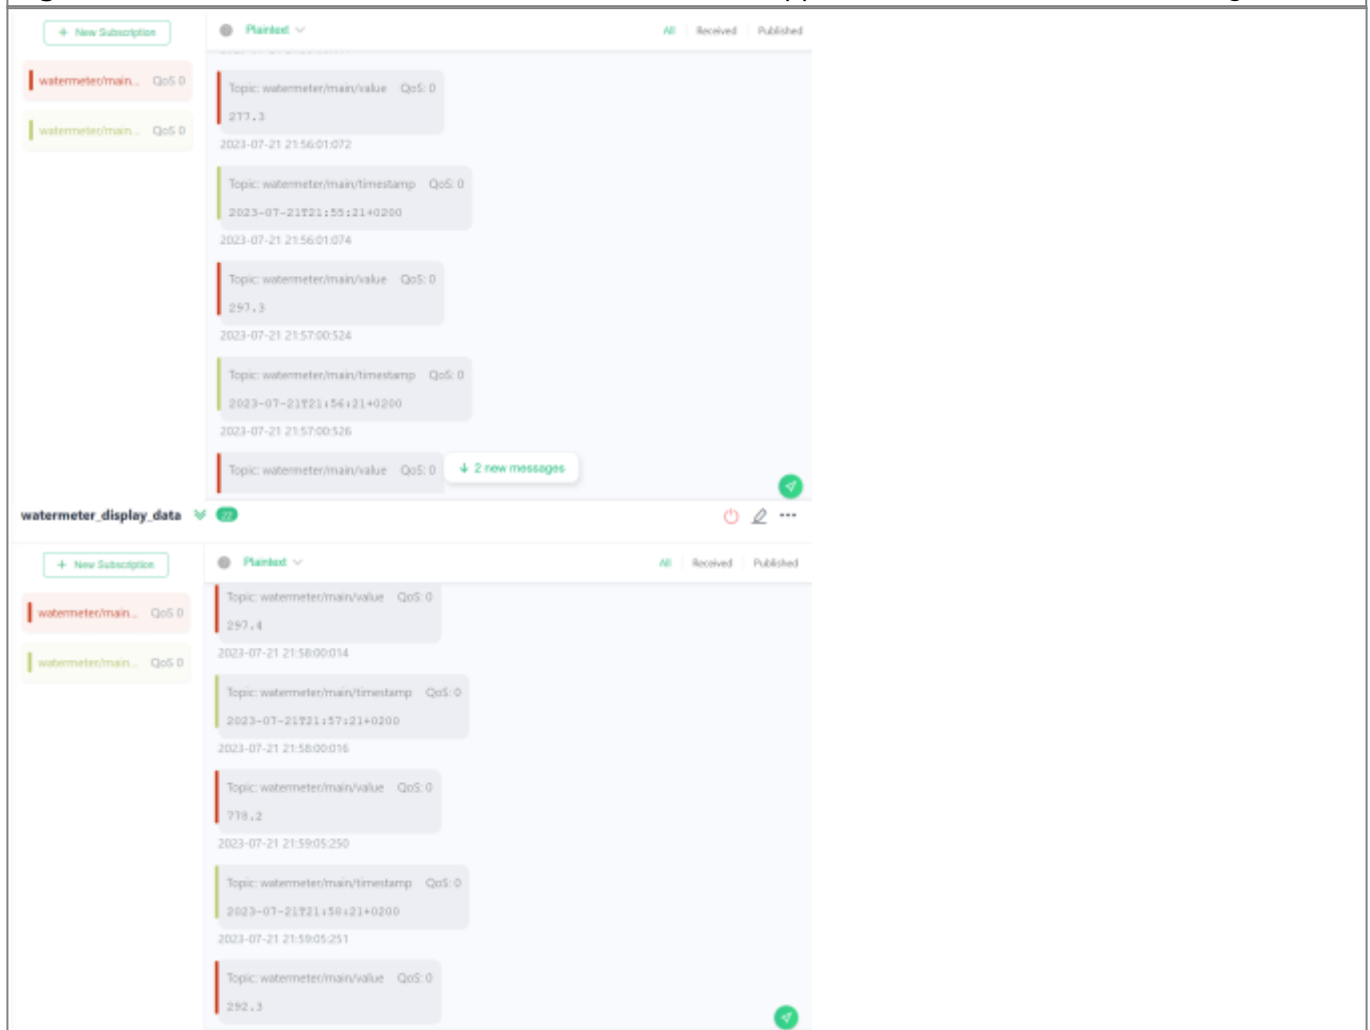 + New Subscription
Plaintext
All Received Published
watermeter/main... QoS 0
watermeter/main... QoS 0
Topic: watermeter/main/value QoS: 0
277.3
2023-07-21 21:56:01:072
Topic: watermeter/main/timestamp QoS: 0
2023-07-21T21:55:21+0200
2023-07-21 21:56:01:074
Topic: watermeter/main/value QoS: 0
297.3
2023-07-21 21:57:00:524
Topic: watermeter/main/timestamp QoS: 0
2023-07-21T21:56:21+0200
2023-07-21 21:57:00:526
Topic: watermeter/main/value QoS: 0
2 new messages
watermeter_display_data 22
+ New Subscription
Plaintext
All Received Published
watermeter/main... QoS 0
watermeter/main... QoS 0
Topic: watermeter/main/value QoS: 0
297.4
2023-07-21 21:58:00:014
Topic: watermeter/main/timestamp QoS: 0
2023-07-21T21:57:21+0200
2023-07-21 21:58:00:016
Topic: watermeter/main/value QoS: 0
778.2
2023-07-21 21:59:05:250
Topic: watermeter/main/timestamp QoS: 0
2023-07-21T21:58:21+0200
2023-07-21 21:59:05:251
Topic: watermeter/main/value QoS: 0
292.3